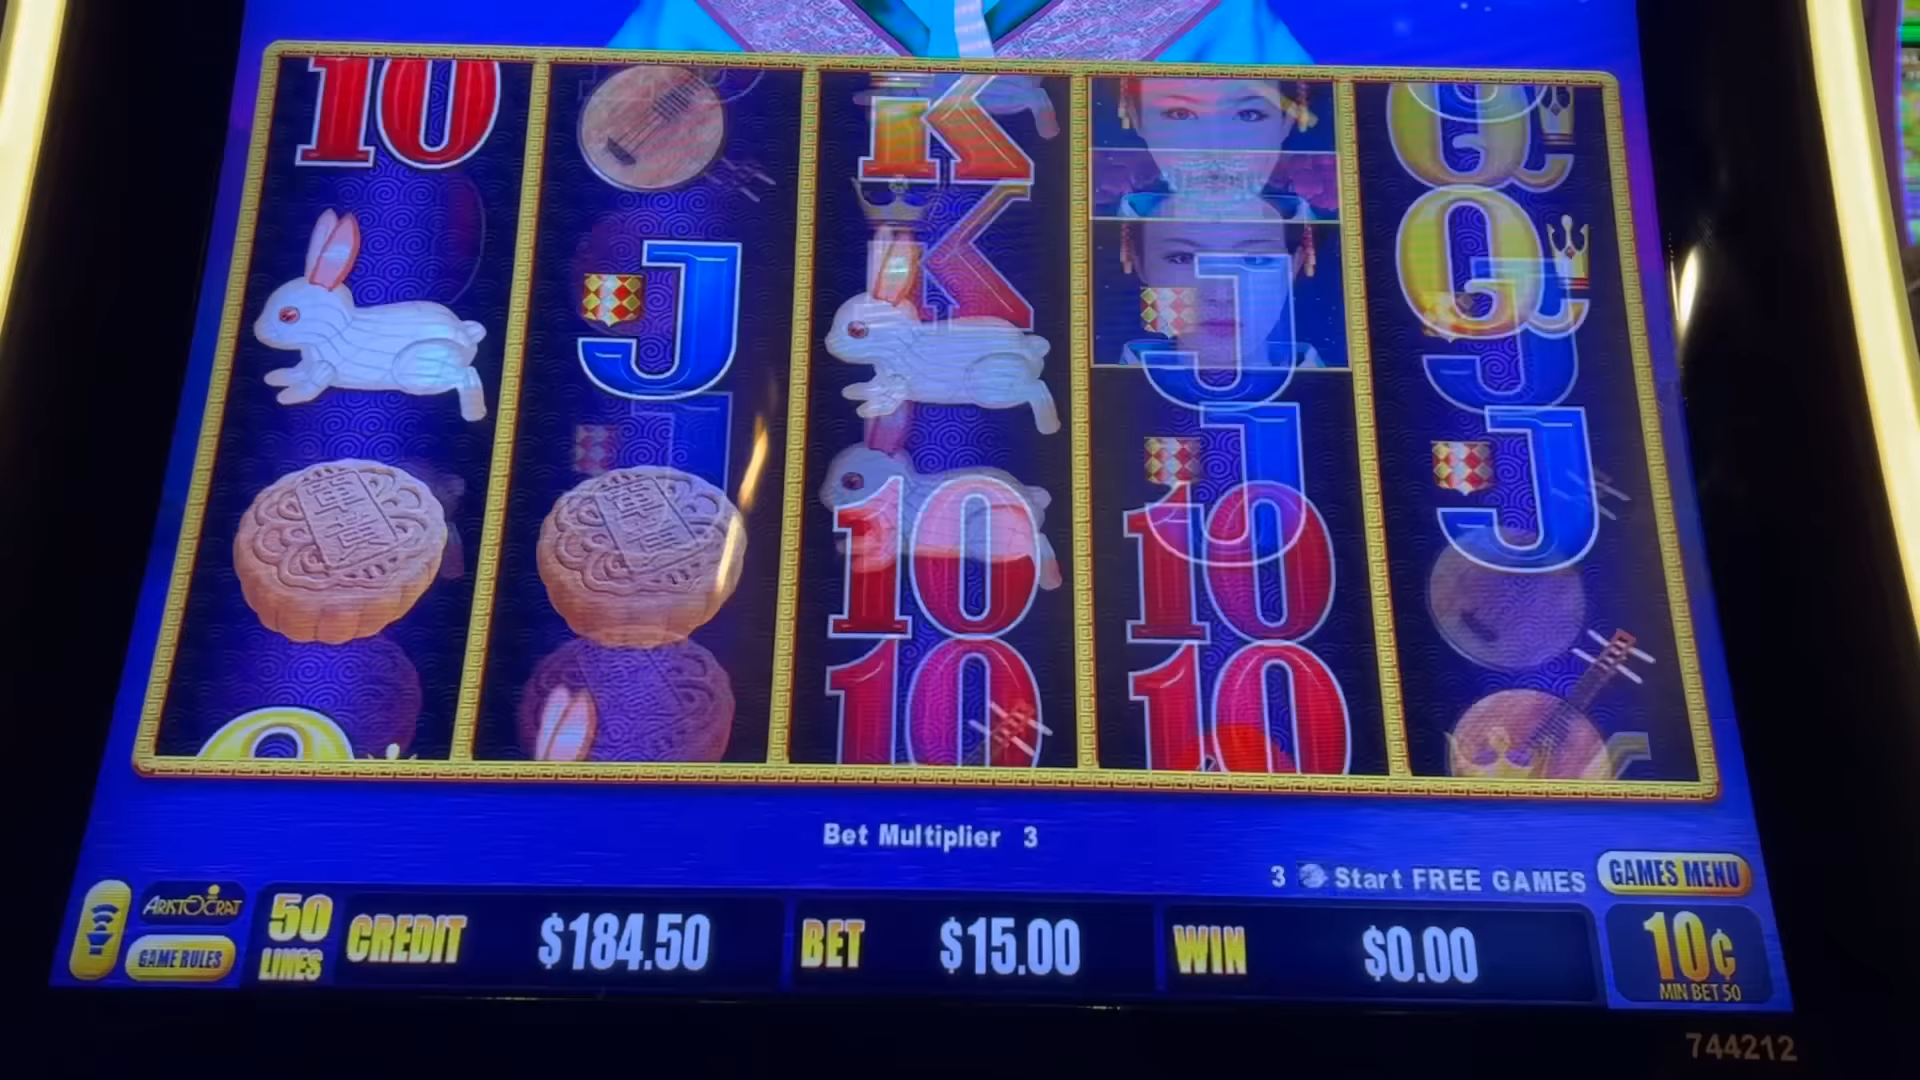 10 K Q
K Q
J J
J J
10 10
10 10
Q
Bet Multiplier 3
3 Start FREE GAMES GAMES MENU
ARISTOCRAT
GAME RULES
50 LINES CREDIT $184.50 BET $15.00 WIN $0.00 10¢
MIN BET 50
744212